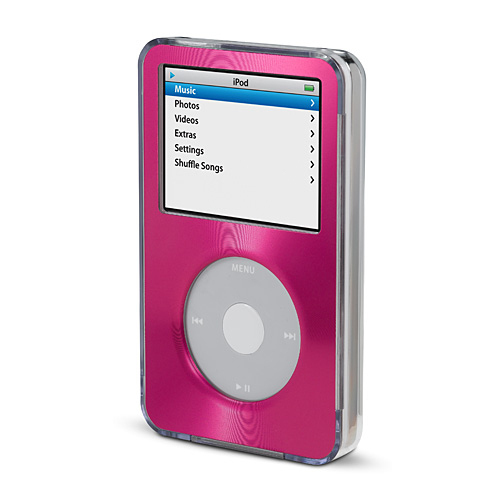 iPod
Music
Photos
Videos
Extras
Settings
Shuffle Songs
MENU